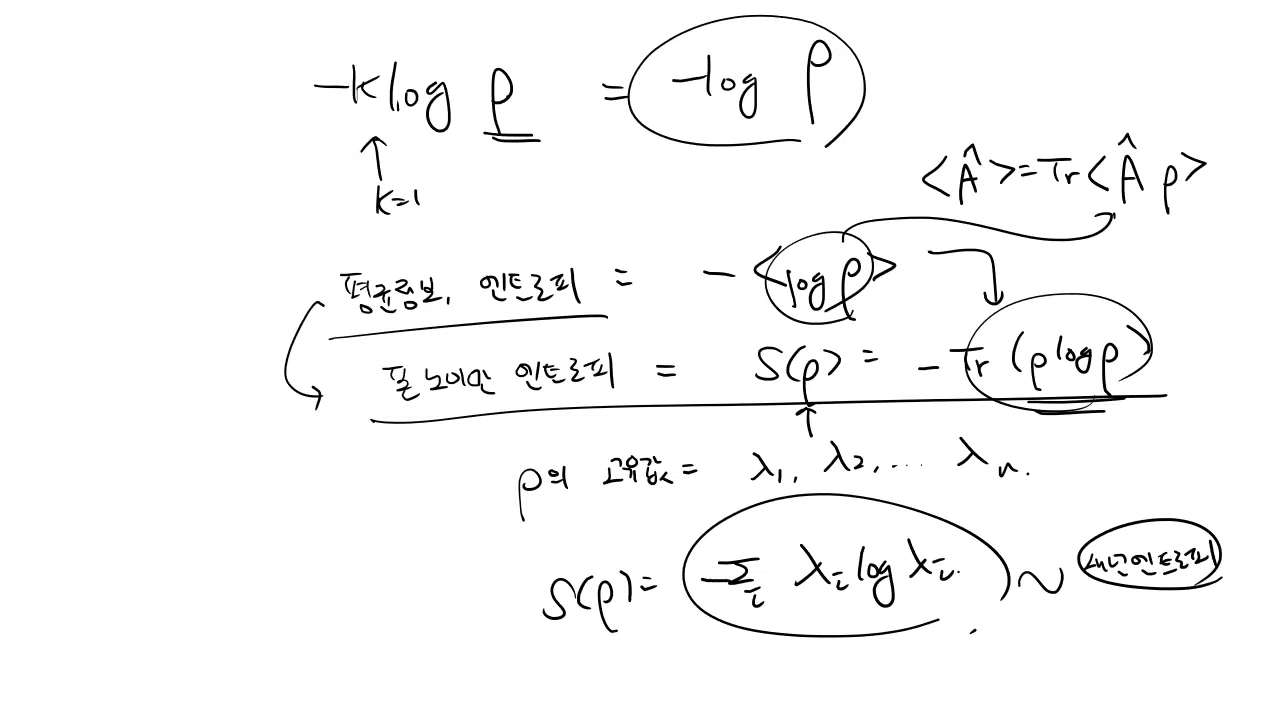 -k log ρ = -log ρ
k=1
<Â> = Tr<Â ρ>
평균정보, 엔트로피 = - <log ρ>
폰 노이만 엔트로피 = S(ρ) = - Tr (ρ log ρ)
ρ의 고유값 = λ₁, λ₂, .... λₙ.
S(ρ) = -Σᵢ λᵢ log λᵢ. ~ 섀넌엔트로피